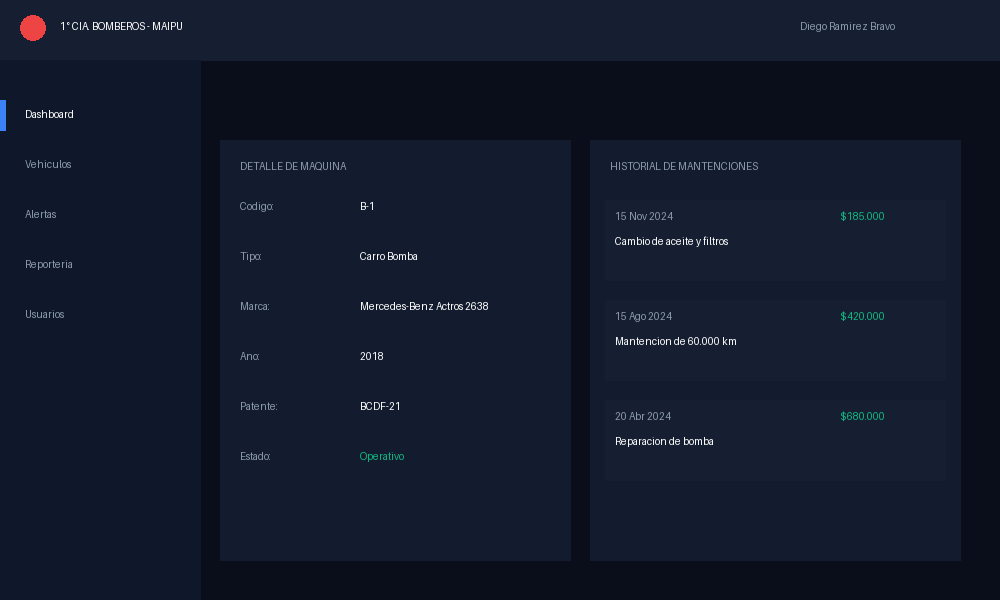 1° CIA. BOMBEROS - MAIPU
Diego Ramirez Bravo
Dashboard
Vehiculos
Alertas
Reporteria
Usuarios
DETALLE DE MAQUINA
Codigo: B-1
Tipo: Carro Bomba
Marca: Mercedes-Benz Actros 2638
Ano: 2018
Patente: BCDF-21
Estado: Operativo
HISTORIAL DE MANTENCIONES
15 Nov 2024 $185.000
Cambio de aceite y filtros
15 Ago 2024 $420.000
Mantencion de 60.000 km
20 Abr 2024 $680.000
Reparacion de bomba